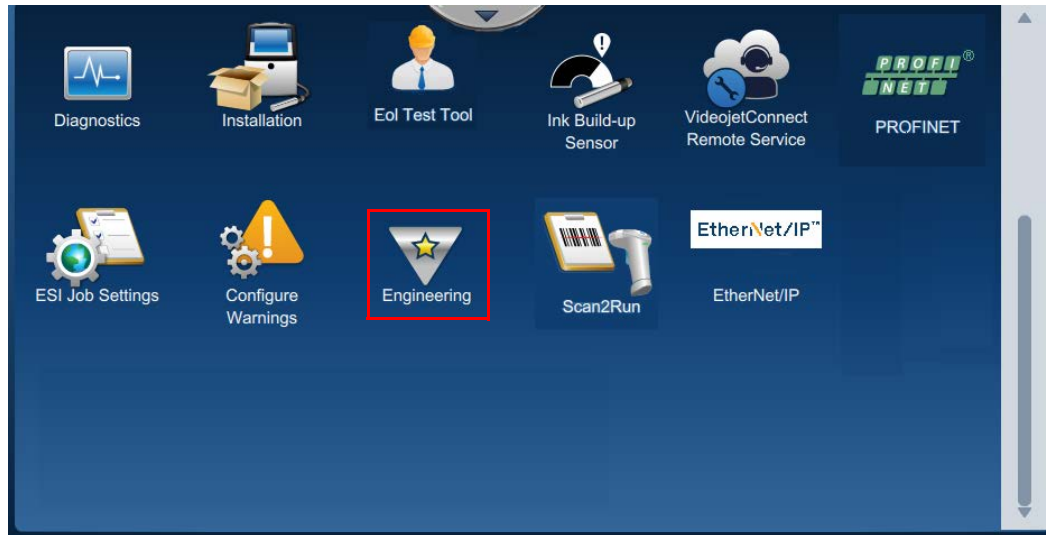 PROFI®
NET
Diagnostics
Installation
Eol Test Tool
Ink Build-up
Sensor
VideojetConnect
Remote Service
PROFINET
EtherNet/IP™
ESI Job Settings
Configure
Warnings
Engineering
Scan2Run
EtherNet/IP